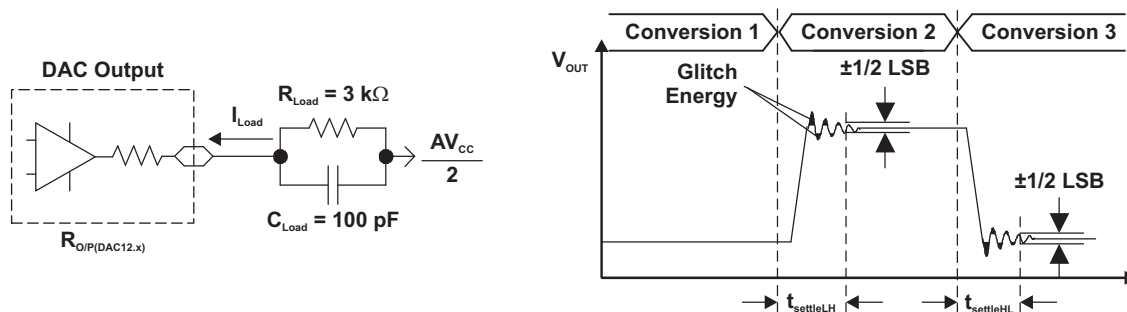 DAC Output
R_O/P(DAC12.x)
I_Load
R_Load = 3 kΩ
C_Load = 100 pF
AV_CC
2
Conversion 1
Conversion 2
Conversion 3
V_OUT
Glitch
Energy
±1/2 LSB
±1/2 LSB
t_settleLH
t_settleHL